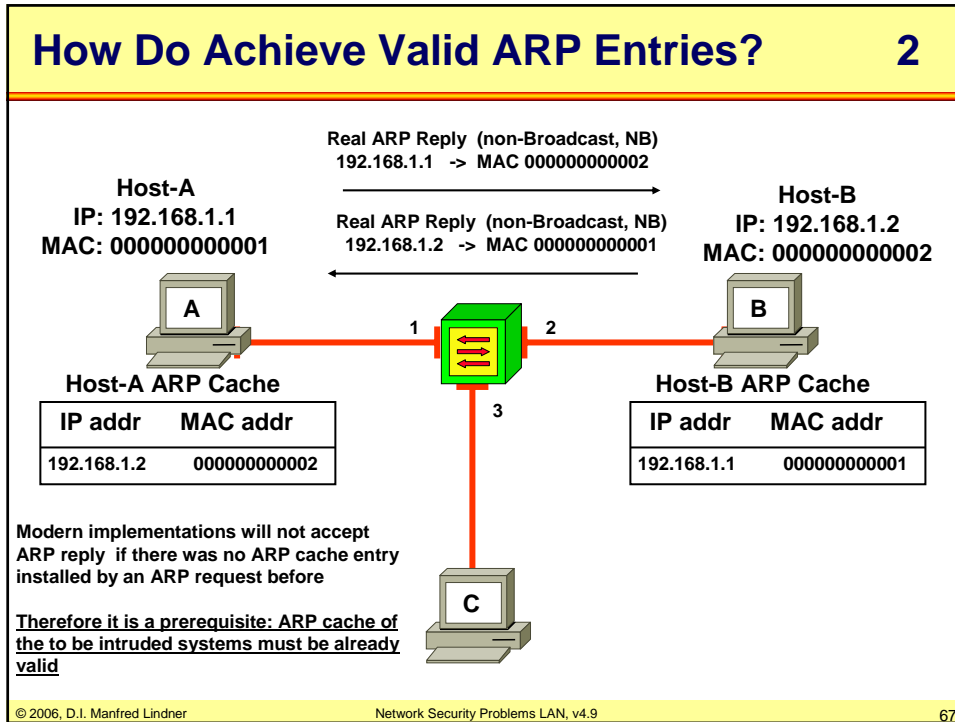 How Do Achieve Valid ARP Entries? 2
Real ARP Reply (non-Broadcast, NB)
192.168.1.1 -> MAC 000000000002
Host-A
IP: 192.168.1.1
MAC: 000000000001
Real ARP Reply (non-Broadcast, NB)
192.168.1.2 -> MAC 000000000001
Host-B
IP: 192.168.1.2
MAC: 000000000002
A
B
1
2
3
Host-A ARP Cache
IP addr MAC addr
192.168.1.2 000000000002
Host-B ARP Cache
IP addr MAC addr
192.168.1.1 000000000001
Modern implementations will not accept
ARP reply if there was no ARP cache entry
installed by an ARP request before
Therefore it is a prerequisite: ARP cache of
the to be intruded systems must be already
valid
C
© 2006, D.I. Manfred Lindner
Network Security Problems LAN, v4.9
67